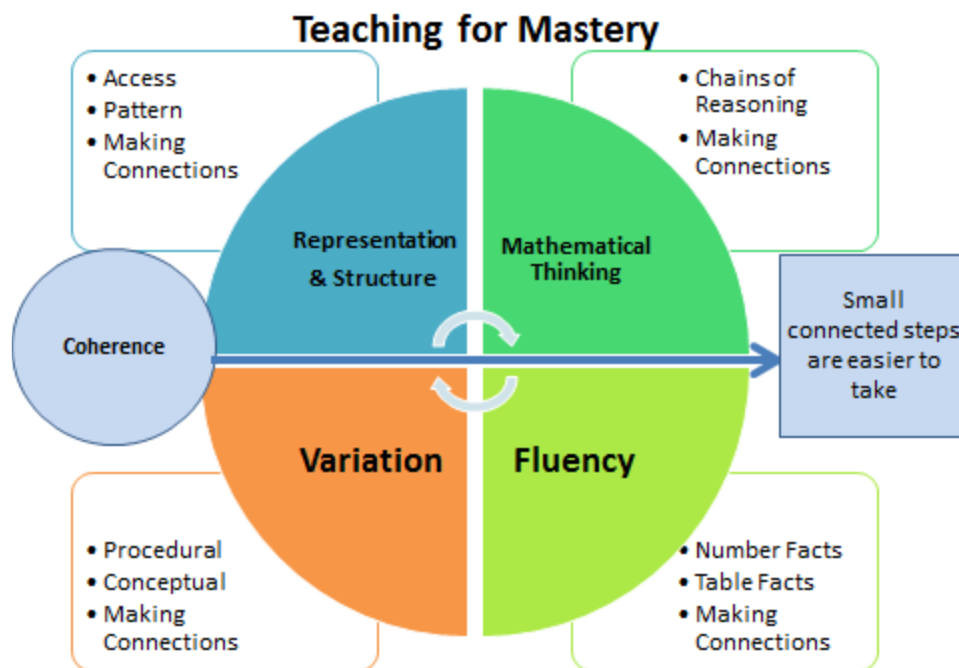 Teaching for Mastery
• Access
• Pattern
• Making
Connections
• Chains of
Reasoning
• Making
Connections
Representation
& Structure
Mathematical
Thinking
Coherence
Small
connected steps
are easier to
take
Variation
Fluency
• Procedural
• Conceptual
• Making
Connections
• Number Facts
• Table Facts
• Making
Connections